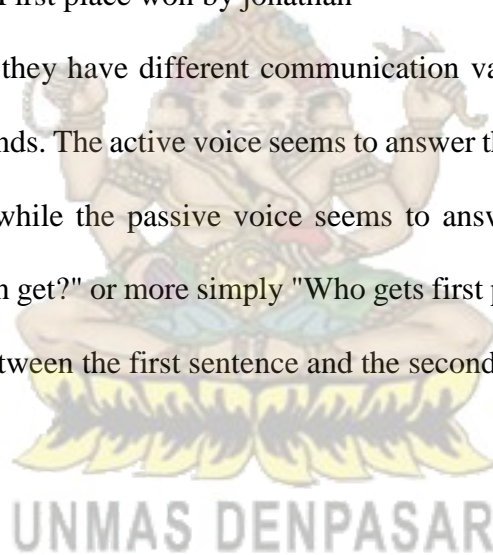 First place won by jonathan
they have different communication va
nds. The active voice seems to answer th
while the passive voice seems to answ
n get?" or more simply "Who gets first p
tween the first sentence and the second
UNMAS DENPASAR